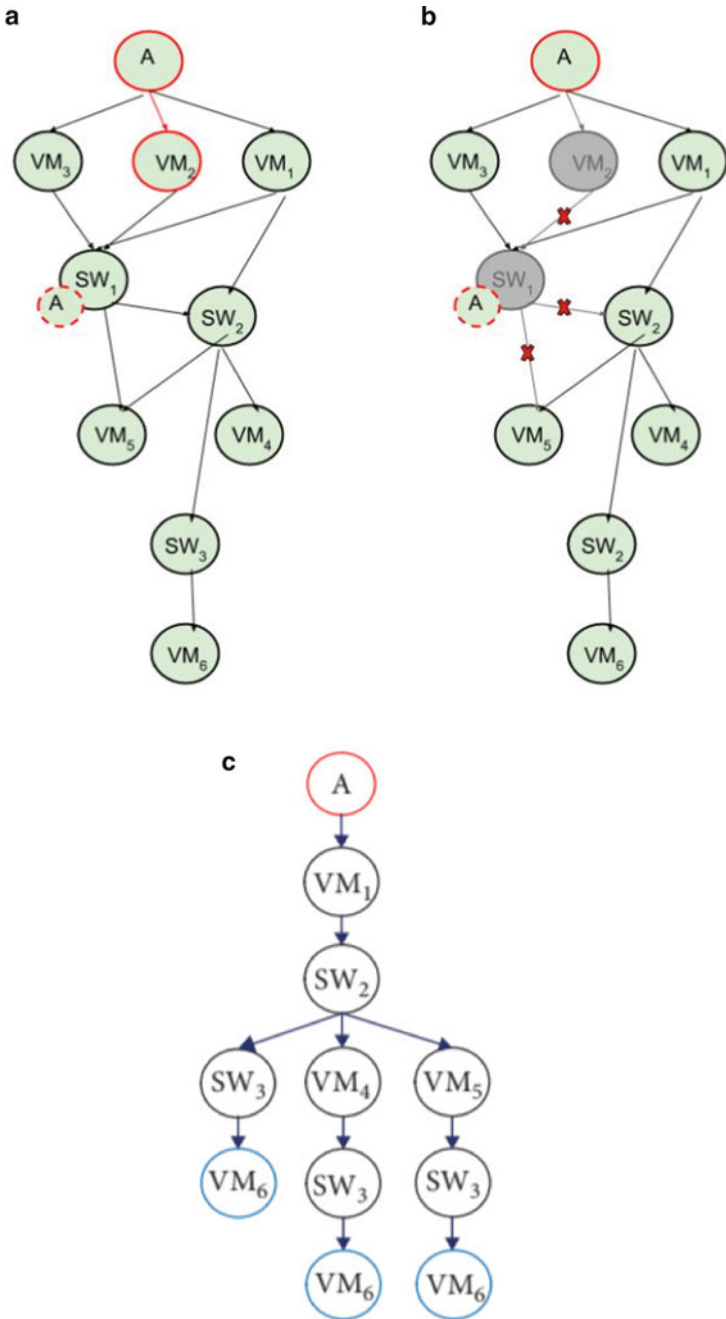 a
A
VM₃ VM₂ VM₁
SW₁
A
SW₂
VM₅ VM₄
SW₃
VM₆
b
A
VM₃ VM₂ VM₁
X
SW₁
A
X
SW₂
X
VM₅ VM₄
SW₂
VM₆
c
A
VM₁
SW₂
SW₃ VM₄ VM₅
VM₆ SW₃ SW₃
VM₆ VM₆